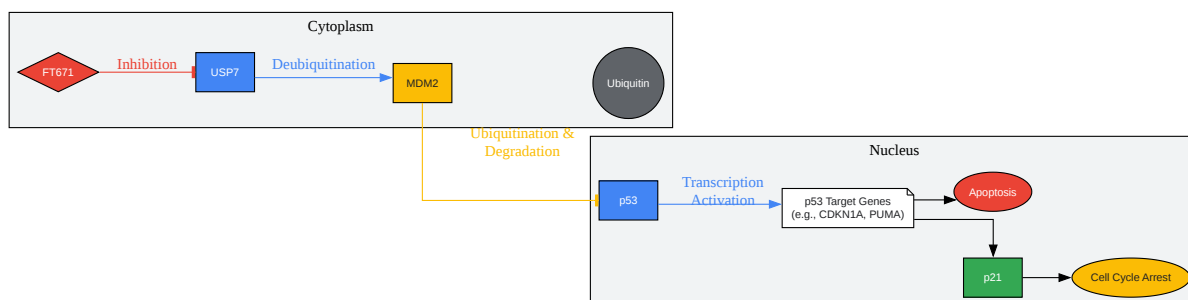 Cytoplasm
FT671
Inhibition
USP7
Deubiquitination
MDM2
Ubiquitin
Ubiquitination &
Degradation
Nucleus
p53
Transcription
Activation
p53 Target Genes
(e.g., CDKN1A, PUMA)
Apoptosis
p21
Cell Cycle Arrest